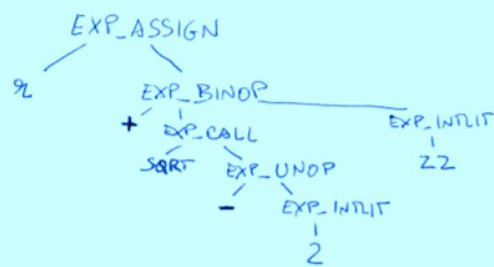 EXP_ASSIGN
r
EXP_BINOP
+
EXP_CALL
EXP_INTLIT
SQRT
EXP_UNOP
22
-
EXP_INTLIT
2